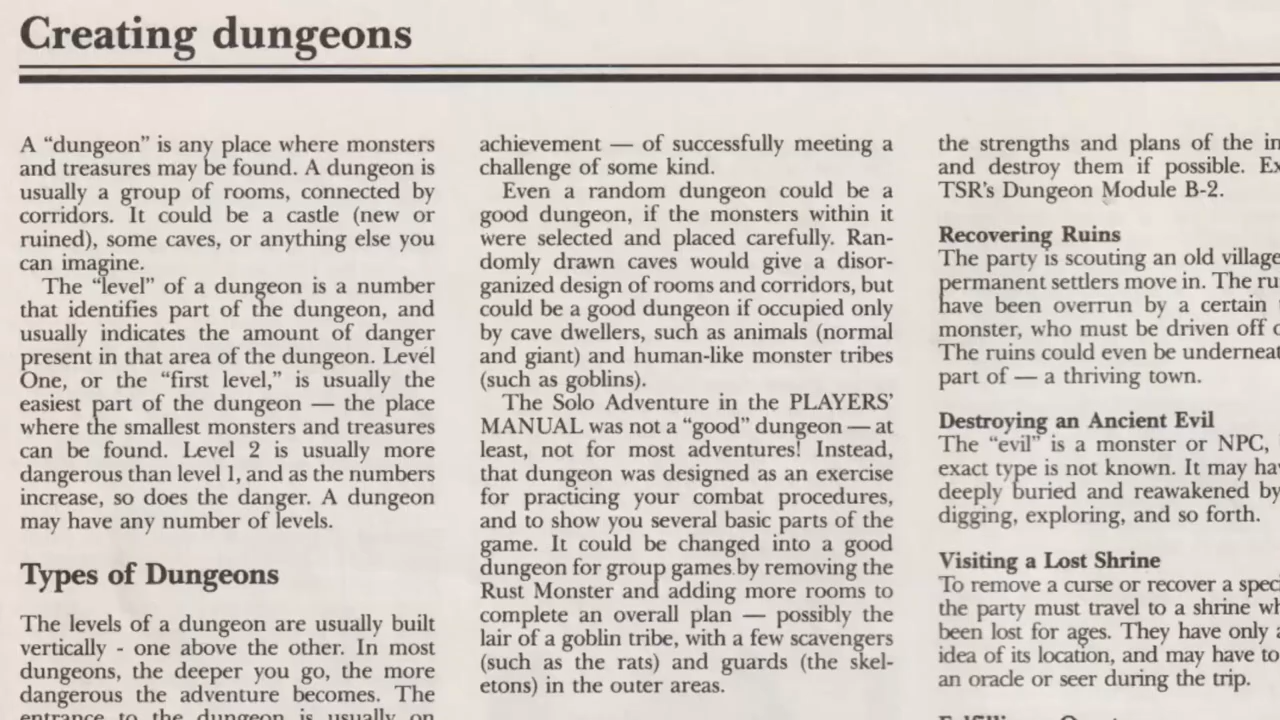 Creating dungeons
A “dungeon” is any place where monsters
and treasures may be found. A dungeon is
usually a group of rooms, connected by
corridors. It could be a castle (new or
ruined), some caves, or anything else you
can imagine.
The “level” of a dungeon is a number
that identifies part of the dungeon, and
usually indicates the amount of danger
present in that area of the dungeon. Level
One, or the “first level,” is usually the
easiest part of the dungeon — the place
where the smallest monsters and treasures
can be found. Level 2 is usually more
dangerous than level 1, and as the numbers
increase, so does the danger. A dungeon
may have any number of levels.
Types of Dungeons
The levels of a dungeon are usually built
vertically - one above the other. In most
dungeons, the deeper you go, the more
dangerous the adventure becomes. The
entrance to the dungeon is usually on
achievement — of successfully meeting a
challenge of some kind.
Even a random dungeon could be a
good dungeon, if the monsters within it
were selected and placed carefully. Ran-
domly drawn caves would give a disor-
ganized design of rooms and corridors, but
could be a good dungeon if occupied only
by cave dwellers, such as animals (normal
and giant) and human-like monster tribes
(such as goblins).
The Solo Adventure in the PLAYERS’
MANUAL was not a “good” dungeon — at
least, not for most adventures! Instead,
that dungeon was designed as an exercise
for practicing your combat procedures,
and to show you several basic parts of the
game. It could be changed into a good
dungeon for group games by removing the
Rust Monster and adding more rooms to
complete an overall plan — possibly the
lair of a goblin tribe, with a few scavengers
(such as the rats) and guards (the skel-
etons) in the outer areas.
the strengths and plans of the
and destroy them if possible.
TSR’s Dungeon Module B-2.
Recovering Ruins
The party is scouting an old village
permanent settlers move in. The
have been overrun by a certain
monster, who must be driven off
The ruins could even be
part of — a thriving town.
Destroying an Ancient Evil
The “evil” is a monster or NPC,
exact type is not known. It may
deeply buried and reawakened by
digging, exploring, and so forth.
Visiting a Lost Shrine
To remove a curse or recover a
the party must travel to a shrine
been lost for ages. They have only
idea of its location, and may have to
an oracle or seer during the trip.